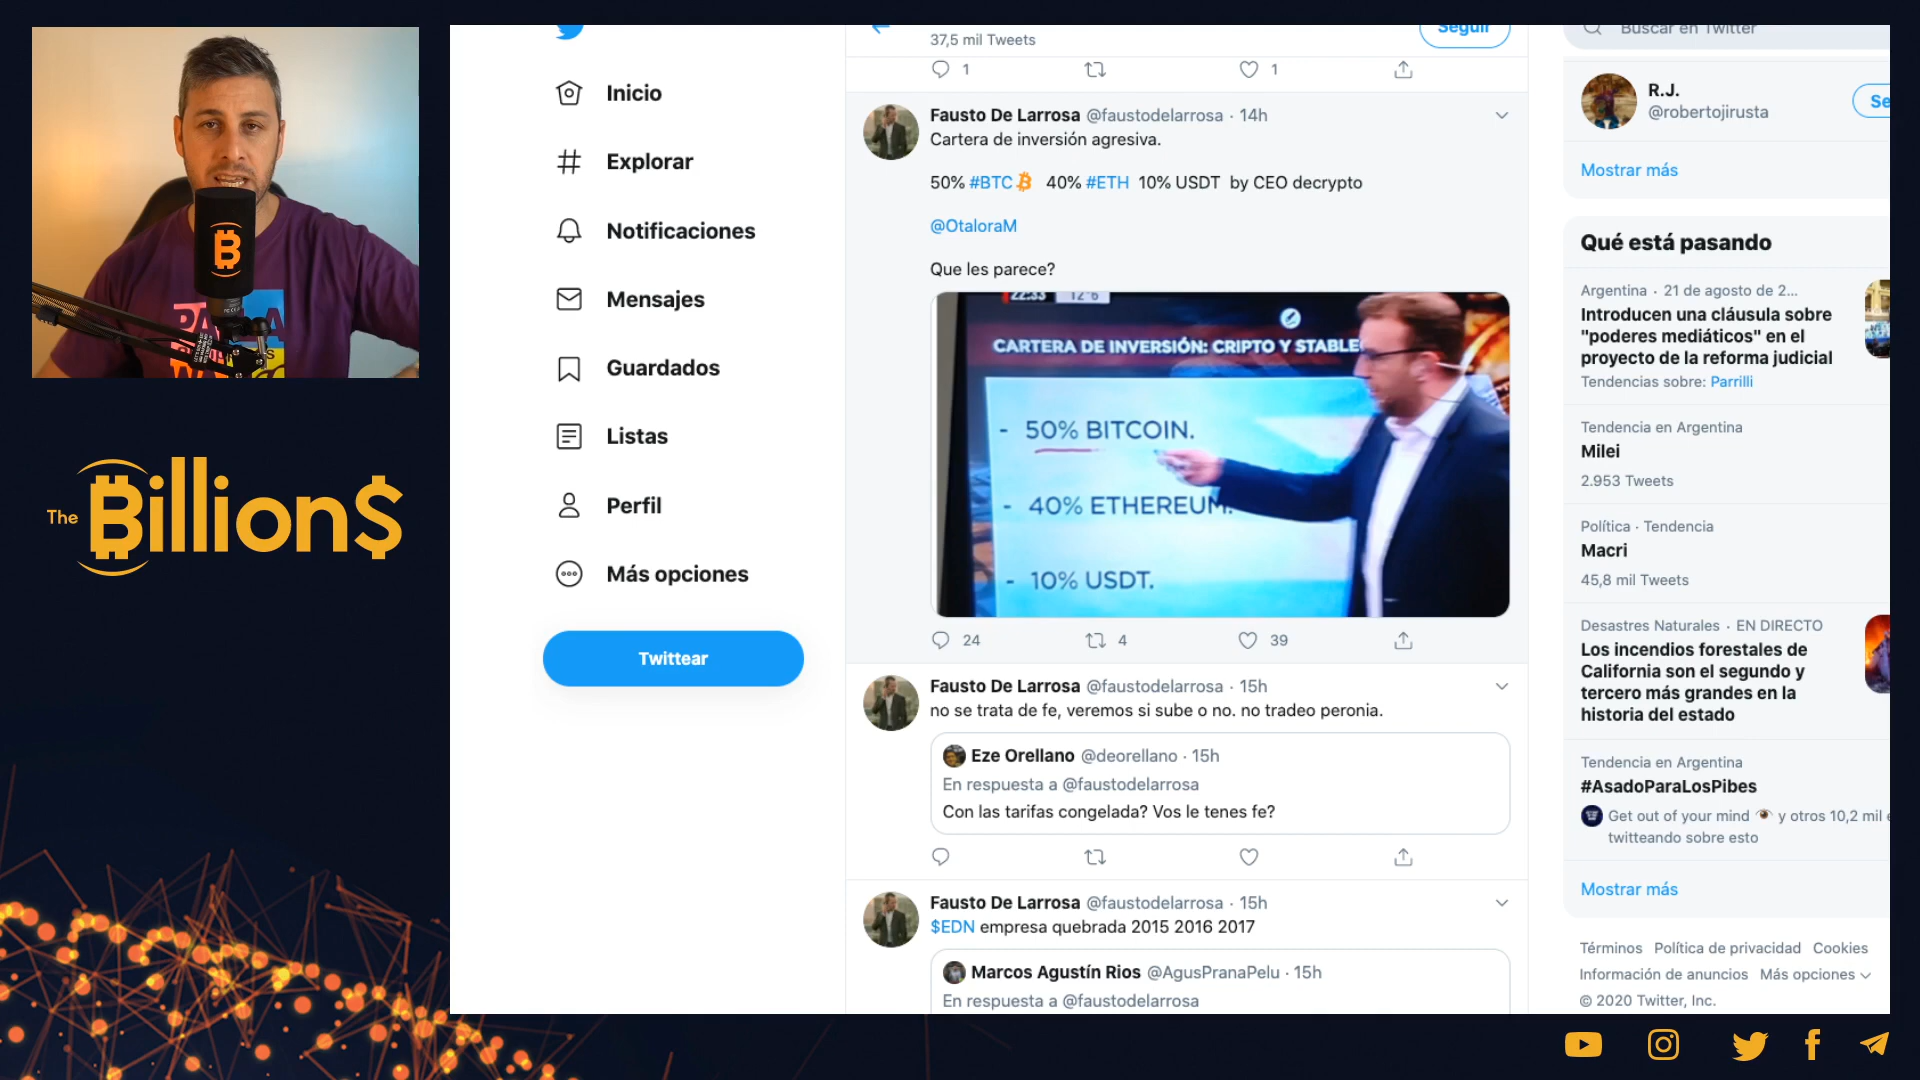 The Billion$
Inicio
Explorar
Notificaciones
Mensajes
Guardados
Listas
Perfil
Más opciones
Twittear
37,5 mil Tweets
Seguir
1
1
Fausto De Larrosa @faustodelarrosa · 14h
Cartera de inversión agresiva.
50% #BTC 40% #ETH 10% USDT by CEO decrypto
@OtaloraM
Que les parece?
22:33 12°6
CARTERA DE INVERSIÓN: CRIPTO Y STABLE
- 50% BITCOIN.
- 40% ETHEREUM.
- 10% USDT.
24
4
39
Fausto De Larrosa @faustodelarrosa · 15h
no se trata de fe, veremos si sube o no. no tradeo peronia.
Eze Orellano @deorellano · 15h
En respuesta a @faustodelarrosa
Con las tarifas congelada? Vos le tenes fe?
Fausto De Larrosa @faustodelarrosa · 15h
$EDN empresa quebrada 2015 2016 2017
Marcos Agustín Rios @AgusPranaPelu · 15h
En respuesta a @faustodelarrosa
Buscar en Twitter
R.J.
@robertojirusta
Se
Mostrar más
Qué está pasando
Argentina · 21 de agosto de 2...
Introducen una cláusula sobre
"poderes mediáticos" en el
proyecto de la reforma judicial
Tendencias sobre: Parrilli
Tendencia en Argentina
Milei
2.953 Tweets
Política · Tendencia
Macri
45,8 mil Tweets
Desastres Naturales · EN DIRECTO
Los incendios forestales de
California son el segundo y
tercero más grandes en la
historia del estado
Tendencia en Argentina
#AsadoParaLosPibes
Get out of your mind 👁 y otros 10,2 mil e
twitteando sobre esto
Mostrar más
Términos Política de privacidad Cookies
Información de anuncios Más opciones
© 2020 Twitter, Inc.